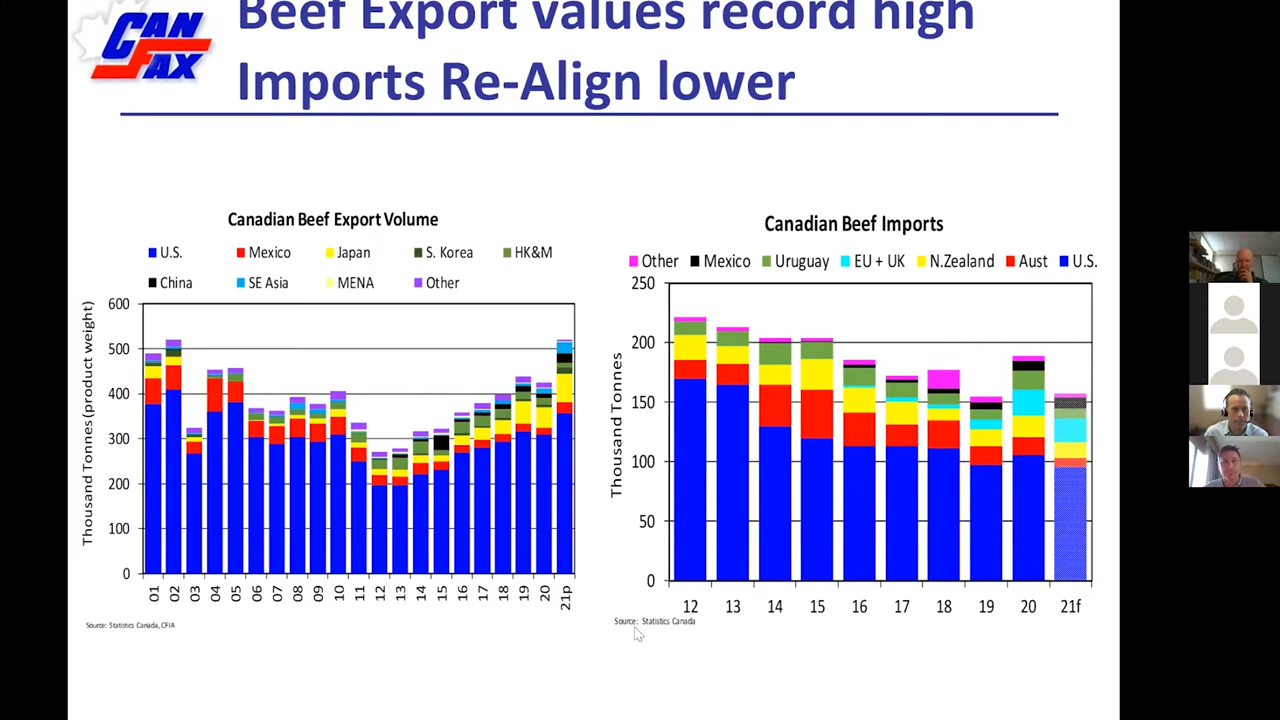 CAN
FAX
Beef Export values record high
Imports Re-Align lower
Canadian Beef Export Volume
U.S. Mexico Japan S. Korea HK&M
China SE Asia MENA Other
Thousand Tonnes (product weight)
600
500
400
300
200
100
0
01 02 03 04 05 06 07 08 09 10 11 12 13 14 15 16 17 18 19 20 21p
Source: Statistics Canada, CFIA
Canadian Beef Imports
Other Mexico Uruguay EU + UK N.Zealand Aust U.S.
Thousand Tonnes
250
200
150
100
50
0
12 13 14 15 16 17 18 19 20 21f
Source: Statistics Canada